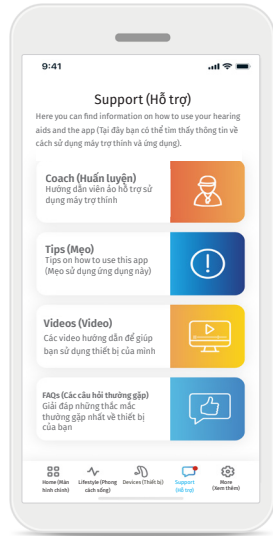 9:41
Support (Hỗ trợ)
Here you can find information on how to use your hearing
aids and the app (Tại đây bạn có thể tìm thấy thông tin về
cách sử dụng máy trợ thính và ứng dụng).
Coach (Huấn luyện)
Hướng dẫn viên ảo hỗ trợ sử
dụng máy trợ thính
Tips (Mẹo)
Tips on how to use this app
(Mẹo sử dụng ứng dụng này)
Videos (Video)
Các video hướng dẫn để giúp
bạn sử dụng thiết bị của mình
FAQs (Các câu hỏi thường gặp)
Giải đáp những thắc mắc
thường gặp nhất về thiết bị
của bạn
Home (Màn
hình chính)
Lifestyle (Phong
cách sống)
Devices (Thiết bị)
Support
(Hỗ trợ)
More
(Xem thêm)